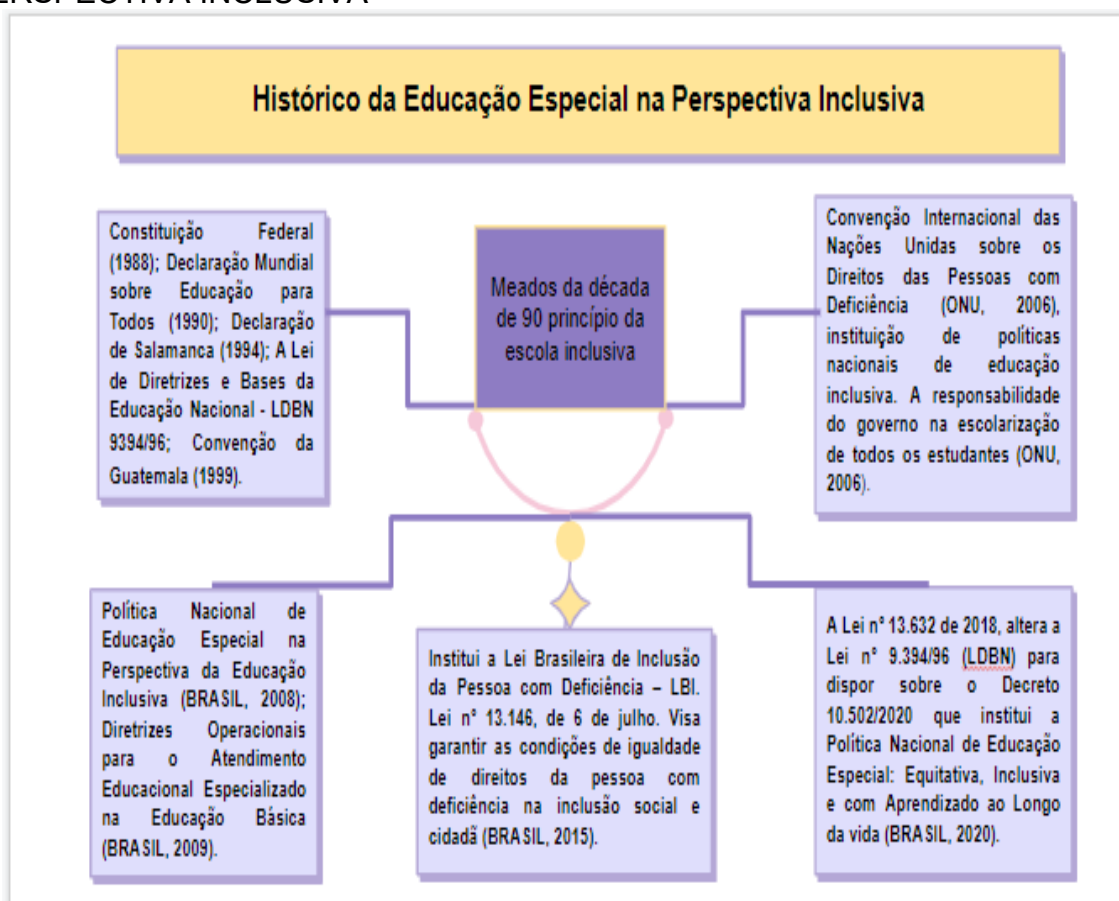 Histórico da Educação Especial na Perspectiva Inclusiva
Constituição Federal
(1988); Declaração Mundial
sobre Educação para
Todos (1990); Declaração
de Salamanca (1994); A Lei
de Diretrizes e Bases da
Educação Nacional - LDBN
9394/96; Convenção da
Guatemala (1999).
Meados da década
de 90 princípio da
escola inclusiva
Convenção Internacional das
Nações Unidas sobre os
Direitos das Pessoas com
Deficiência (ONU, 2006),
instituição de políticas
nacionais de educação
inclusiva. A responsabilidade
do governo na escolarização
de todos os estudantes (ONU,
2006).
Política Nacional de
Educação Especial na
Perspectiva da Educação
Inclusiva (BRASIL, 2008);
Diretrizes Operacionais
para o Atendimento
Educacional Especializado
na Educação Básica
(BRASIL, 2009).
Institui a Lei Brasileira de Inclusão
da Pessoa com Deficiência – LBI.
Lei n° 13.146, de 6 de julho. Visa
garantir as condições de igualdade
de direitos da pessoa com
deficiência na inclusão social e
cidadã (BRASIL, 2015).
A Lei n° 13.632 de 2018, altera a
Lei n° 9.394/96 (LDBN) para
dispor sobre o Decreto
10.502/2020 que institui a
Política Nacional de Educação
Especial: Equitativa, Inclusiva
e com Aprendizado ao Longo
da vida (BRASIL, 2020).